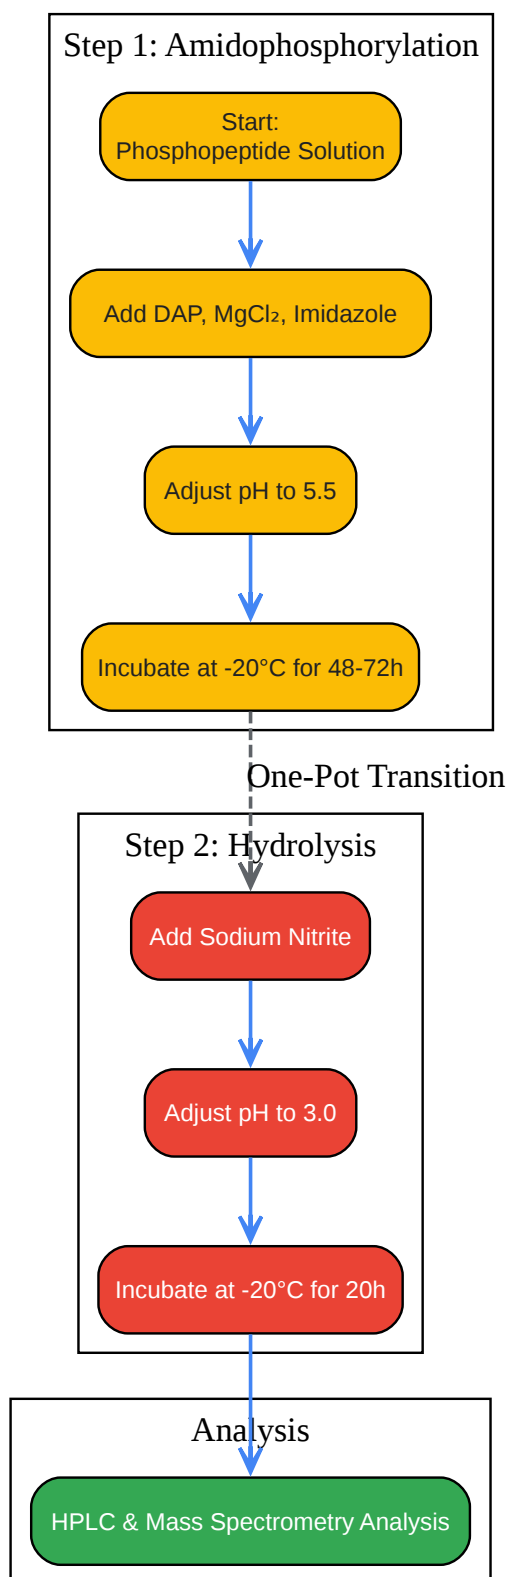 Step 1: Amidophosphorylation
Start:
Phosphopeptide Solution
Add DAP, MgCl₂, Imidazole
Adjust pH to 5.5
Incubate at -20°C for 48-72h
One-Pot Transition
Step 2: Hydrolysis
Add Sodium Nitrite
Adjust pH to 3.0
Incubate at -20°C for 20h
Analysis
HPLC & Mass Spectrometry Analysis